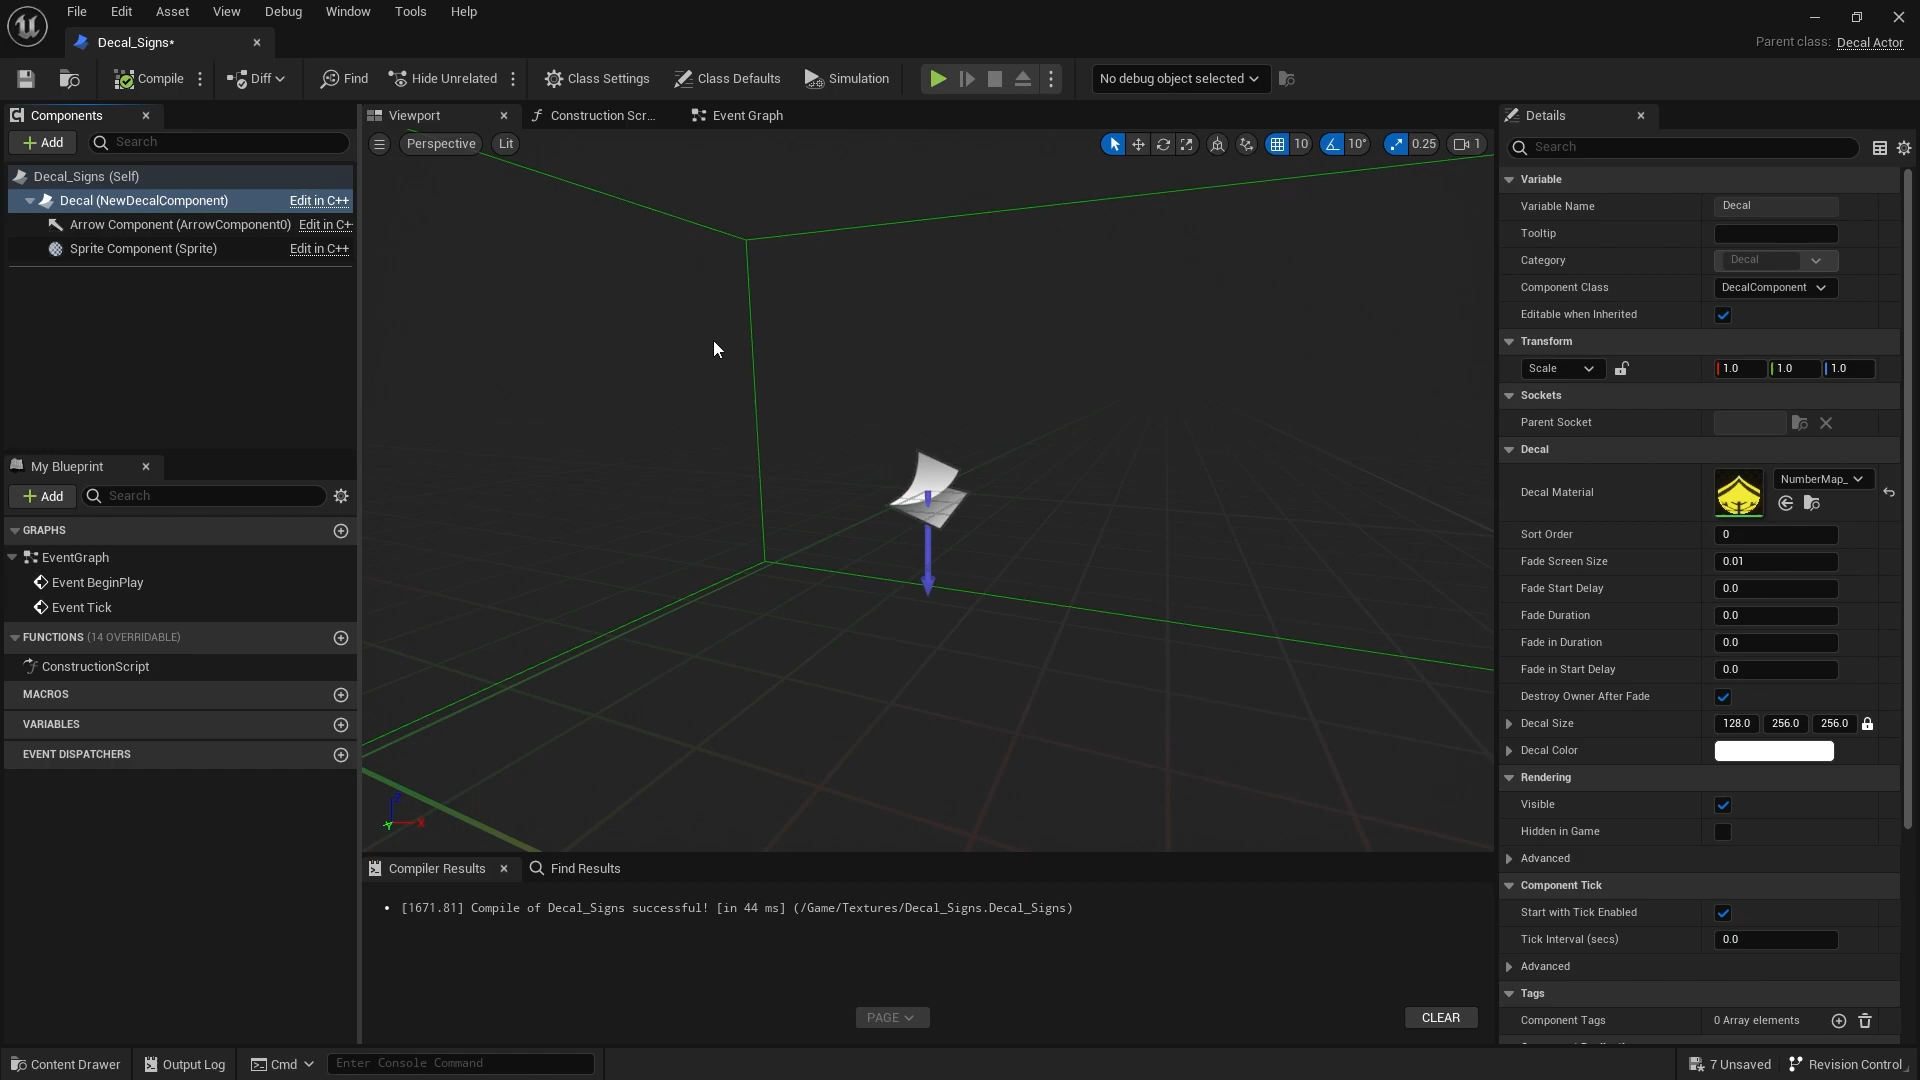 File Edit Asset View Debug Window Tools Help
Decal_Signs*
Parent class: Decal Actor
Compile Diff Find Hide Unrelated Class Settings Class Defaults Simulation No debug object selected
Components
Add Search
Decal_Signs (Self)
Decal (NewDecalComponent) Edit in C++
Arrow Component (ArrowComponent0) Edit in C+
Sprite Component (Sprite) Edit in C++
My Blueprint
Add Search
GRAPHS
EventGraph
Event BeginPlay
Event Tick
FUNCTIONS (14 OVERRIDABLE)
ConstructionScript
MACROS
VARIABLES
EVENT DISPATCHERS
Viewport Construction Scr... Event Graph
Perspective Lit 10 10° 0.25 1
Z
Y X
Compiler Results Find Results
• [1671.81] Compile of Decal_Signs successful! [in 44 ms] (/Game/Textures/Decal_Signs.Decal_Signs)
PAGE CLEAR
Details
Search
Variable
Variable Name Decal
Tooltip
Category Decal
Component Class DecalComponent
Editable when Inherited
Transform
Scale 1.0 1.0 1.0
Sockets
Parent Socket
Decal
Decal Material NumberMap_
Sort Order 0
Fade Screen Size 0.01
Fade Start Delay 0.0
Fade Duration 0.0
Fade in Duration 0.0
Fade in Start Delay 0.0
Destroy Owner After Fade
Decal Size 128.0 256.0 256.0
Decal Color
Rendering
Visible
Hidden in Game
Advanced
Component Tick
Start with Tick Enabled
Tick Interval (secs) 0.0
Advanced
Tags
Component Tags 0 Array elements
Content Drawer Output Log Cmd Enter Console Command 7 Unsaved Revision Control